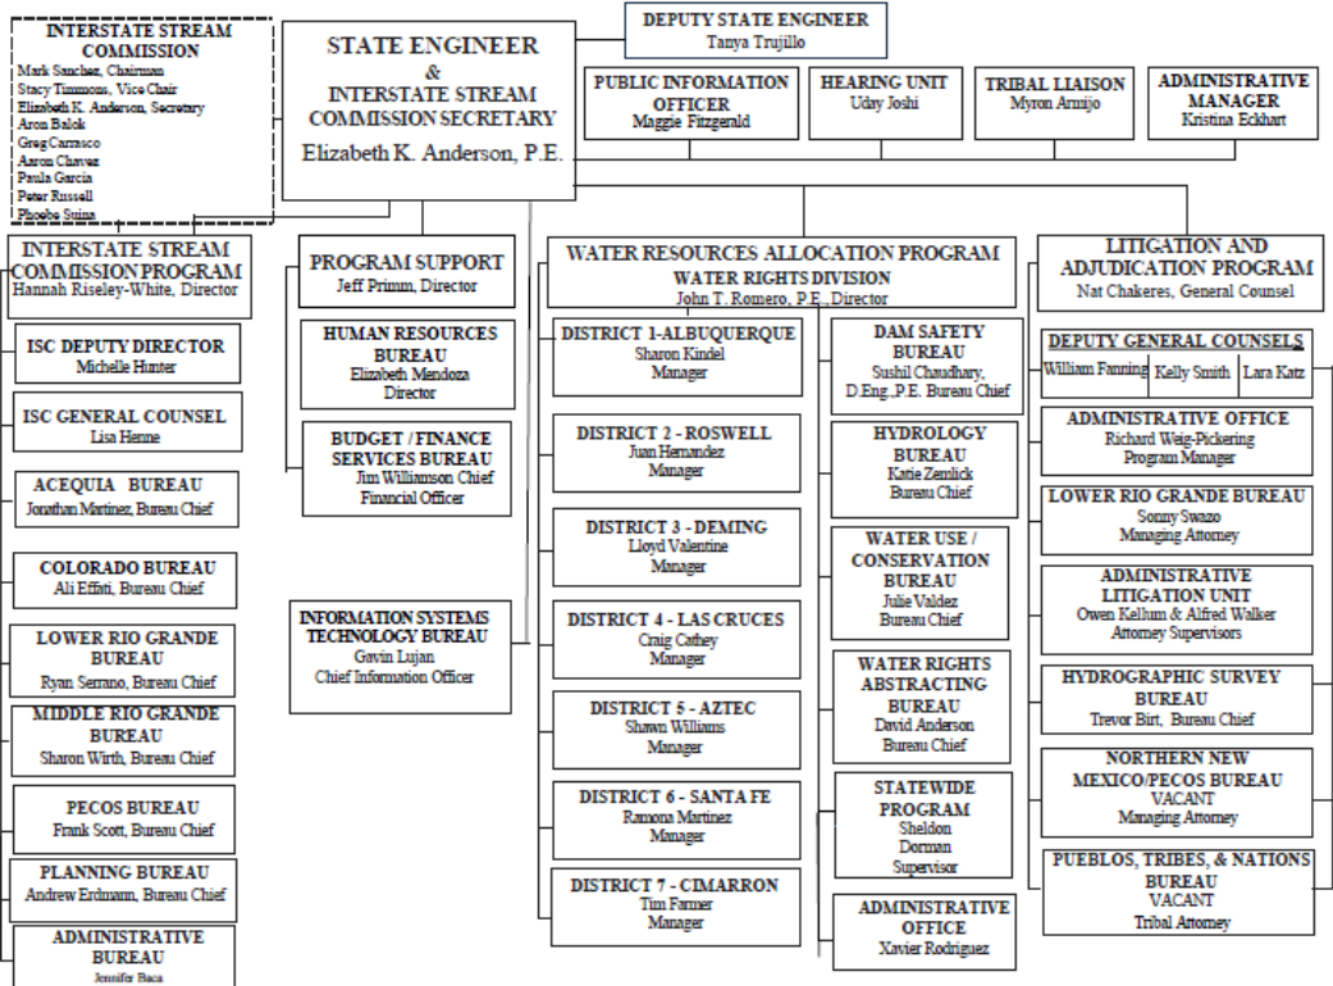 INTERSTATE STREAM
COMMISSION
Mark Sanchez, Chairman
Stacy Timmons, Vice Chair
Elizabeth K. Anderson, Secretary
Aron Balok
Greg Carrasco
Aaron Chavez
Paula Garcia
Peter Russell
Phoebe Suina
STATE ENGINEER
&
INTERSTATE STREAM
COMMISSION SECRETARY
Elizabeth K. Anderson, P.E.
DEPUTY STATE ENGINEER
Tanya Trujillo
PUBLIC INFORMATION
OFFICER
Maggie Fitzgerald
HEARING UNIT
Uday Joshi
TRIBAL LIAISON
Myron Armijo
ADMINISTRATIVE
MANAGER
Kristina Eckhart
INTERSTATE STREAM
COMMISSION PROGRAM
Hannah Riseley-White, Director
ISC DEPUTY DIRECTOR
Michelle Hunter
ISC GENERAL COUNSEL
Lisa Henne
ACEQUIA BUREAU
Jonathan Martinez, Bureau Chief
COLORADO BUREAU
Ali Effati, Bureau Chief
LOWER RIO GRANDE
BUREAU
Ryan Serrano, Bureau Chief
MIDDLE RIO GRANDE
BUREAU
Sharon Wirth, Bureau Chief
PECOS BUREAU
Frank Scott, Bureau Chief
PLANNING BUREAU
Andrew Erdmann, Bureau Chief
ADMINISTRATIVE
BUREAU
Jennifer Baca
PROGRAM SUPPORT
Jeff Primm, Director
HUMAN RESOURCES
BUREAU
Elizabeth Mendoza
Director
BUDGET / FINANCE
SERVICES BUREAU
Jim Williamson Chief
Financial Officer
INFORMATION SYSTEMS
TECHNOLOGY BUREAU
Gavin Lujan
Chief Information Officer
WATER RESOURCES ALLOCATION PROGRAM
WATER RIGHTS DIVISION
John T. Romero, P.E., Director
DISTRICT 1-ALBUQUERQUE
Sharon Kindel
Manager
DISTRICT 2 - ROSWELL
Juan Hernandez
Manager
DISTRICT 3 - DEMING
Lloyd Valentine
Manager
DISTRICT 4 - LAS CRUCES
Craig Cathey
Manager
DISTRICT 5 - AZTEC
Shawn Williams
Manager
DISTRICT 6 - SANTA FE
Ramona Martinez
Manager
DISTRICT 7 - CIMARRON
Tim Farmer
Manager
DAM SAFETY
BUREAU
Sushil Chaudhary,
D.Eng.,P.E. Bureau Chief
HYDROLOGY
BUREAU
Katie Zemlick
Bureau Chief
WATER USE /
CONSERVATION
BUREAU
Julie Valdez
Bureau Chief
WATER RIGHTS
ABSTRACTING
BUREAU
David Anderson
Bureau Chief
STATEWIDE
PROGRAM
Sheldon
Dorman
Supervisor
ADMINISTRATIVE
OFFICE
Xavier Rodriguez
LITIGATION AND
ADJUDICATION PROGRAM
Nat Chakeres, General Counsel
DEPUTY GENERAL COUNSELS
William Fanning Kelly Smith Lara Katz
ADMINISTRATIVE OFFICE
Richard Weig-Pickering
Program Manager
LOWER RIO GRANDE BUREAU
Sonny Swazo
Managing Attorney
ADMINISTRATIVE
LITIGATION UNIT
Owen Kellum & Alfred Walker
Attorney Supervisors
HYDROGRAPHIC SURVEY
BUREAU
Trevor Birt, Bureau Chief
NORTHERN NEW
MEXICO/PECOS BUREAU
VACANT
Managing Attorney
PUEBLOS, TRIBES, & NATIONS
BUREAU
VACANT
Tribal Attorney